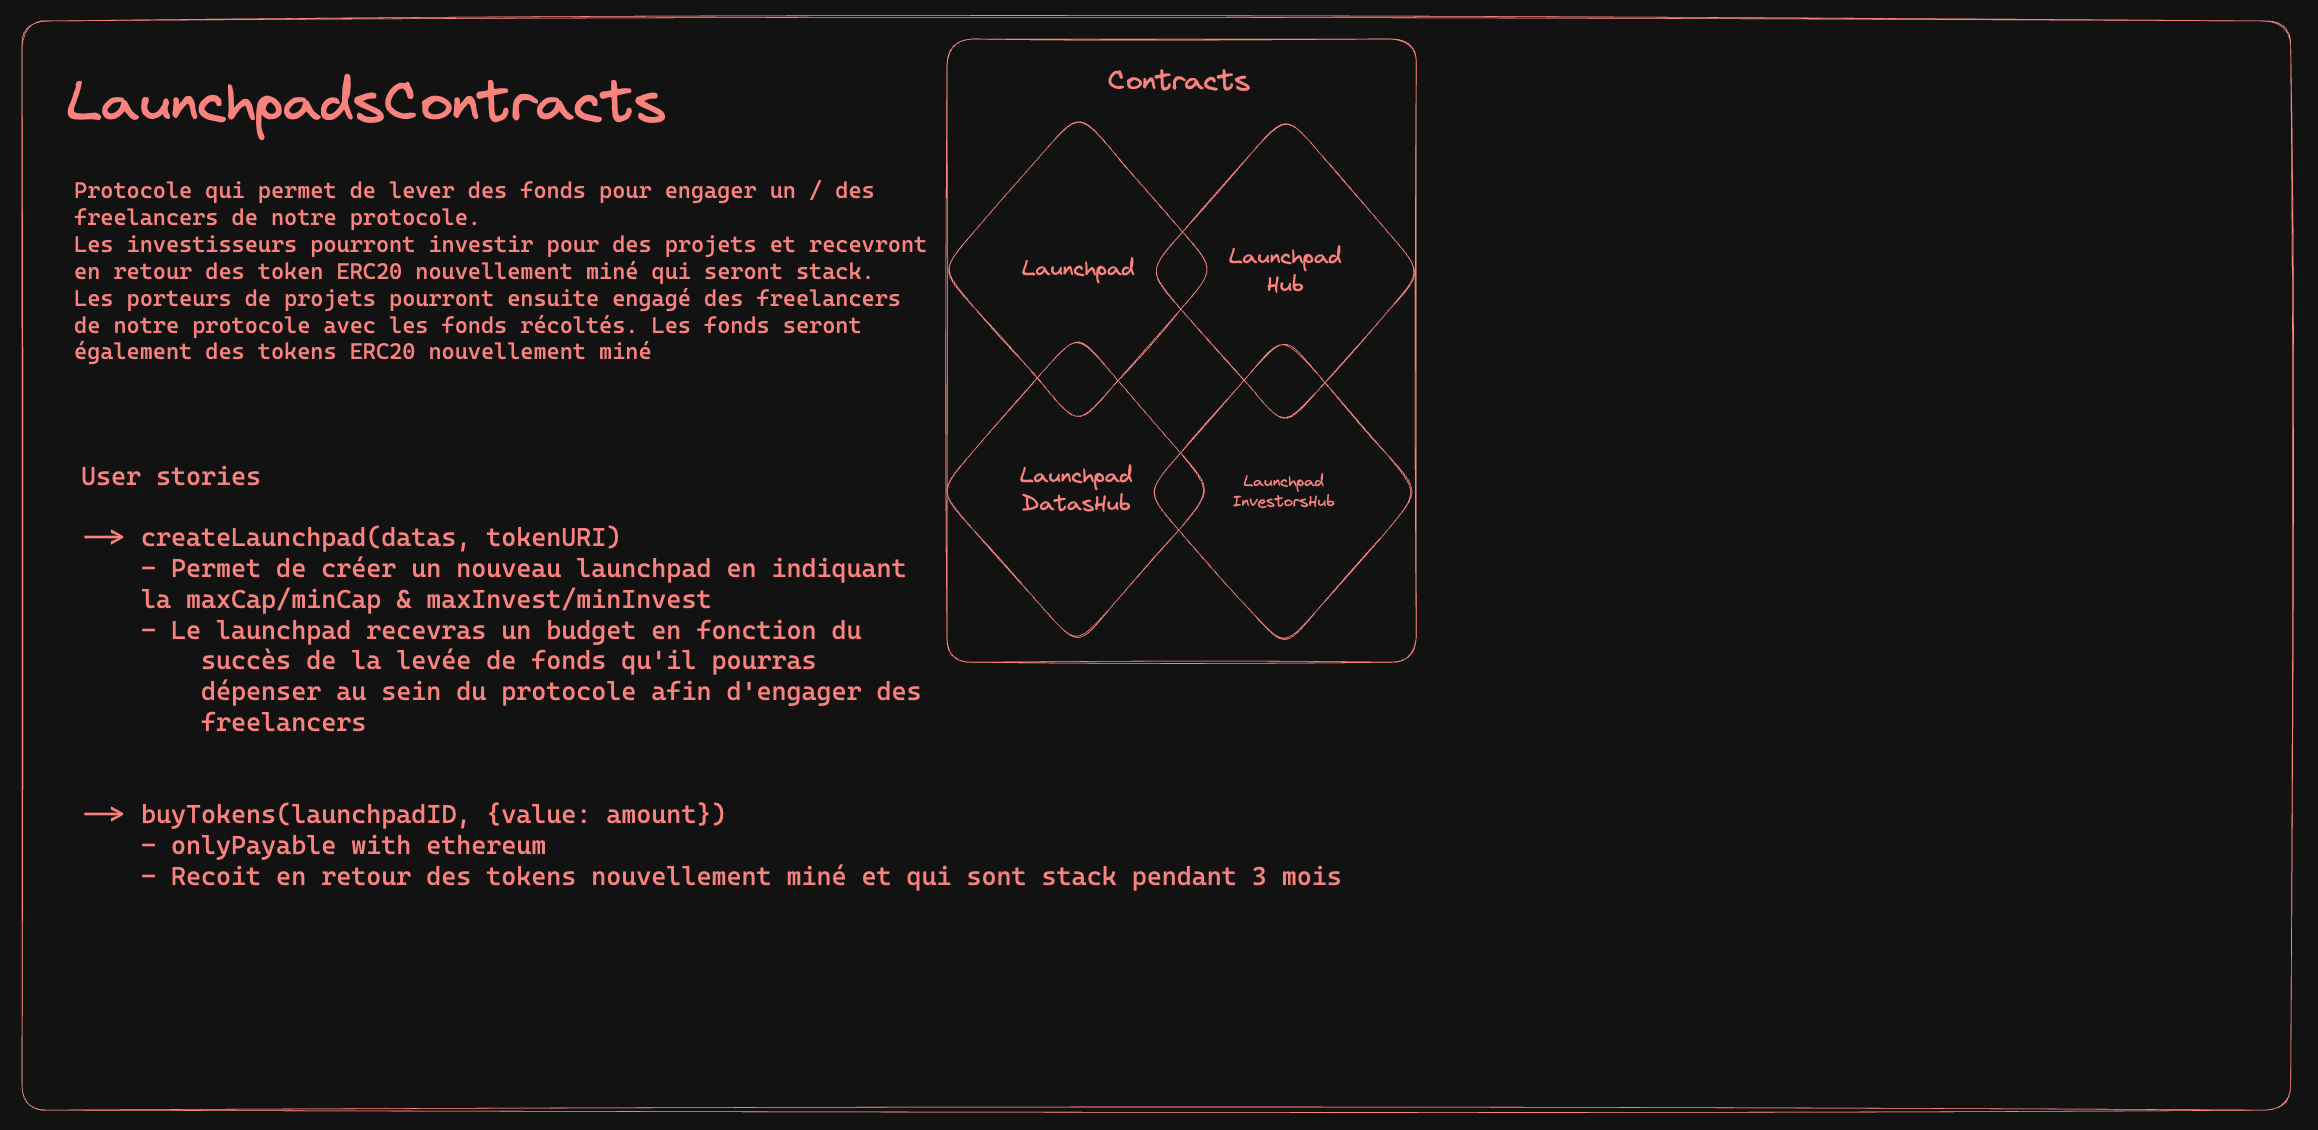 LaunchpadsContracts
Protocole qui permet de lever des fonds pour engager un / des
freelancers de notre protocole.
Les investisseurs pourront investir pour des projets et recevront
en retour des token ERC20 nouvellement miné qui seront stack.
Les porteurs de projets pourront ensuite engagé des freelancers
de notre protocole avec les fonds récoltés. Les fonds seront
également des tokens ERC20 nouvellement miné
User stories
—> createLaunchpad(datas, tokenURI)
- Permet de créer un nouveau launchpad en indiquant
la maxCap/minCap & maxInvest/minInvest
- Le launchpad recevras un budget en fonction du
succès de la levée de fonds qu'il pourras
dépenser au sein du protocole afin d'engager des
freelancers
—> buyTokens(launchpadID, {value: amount})
- onlyPayable with ethereum
- Recoit en retour des tokens nouvellement miné et qui sont stack pendant 3 mois
Contracts
Launchpad
Launchpad
Hub
Launchpad
DatasHub
Launchpad
InvestorsHub